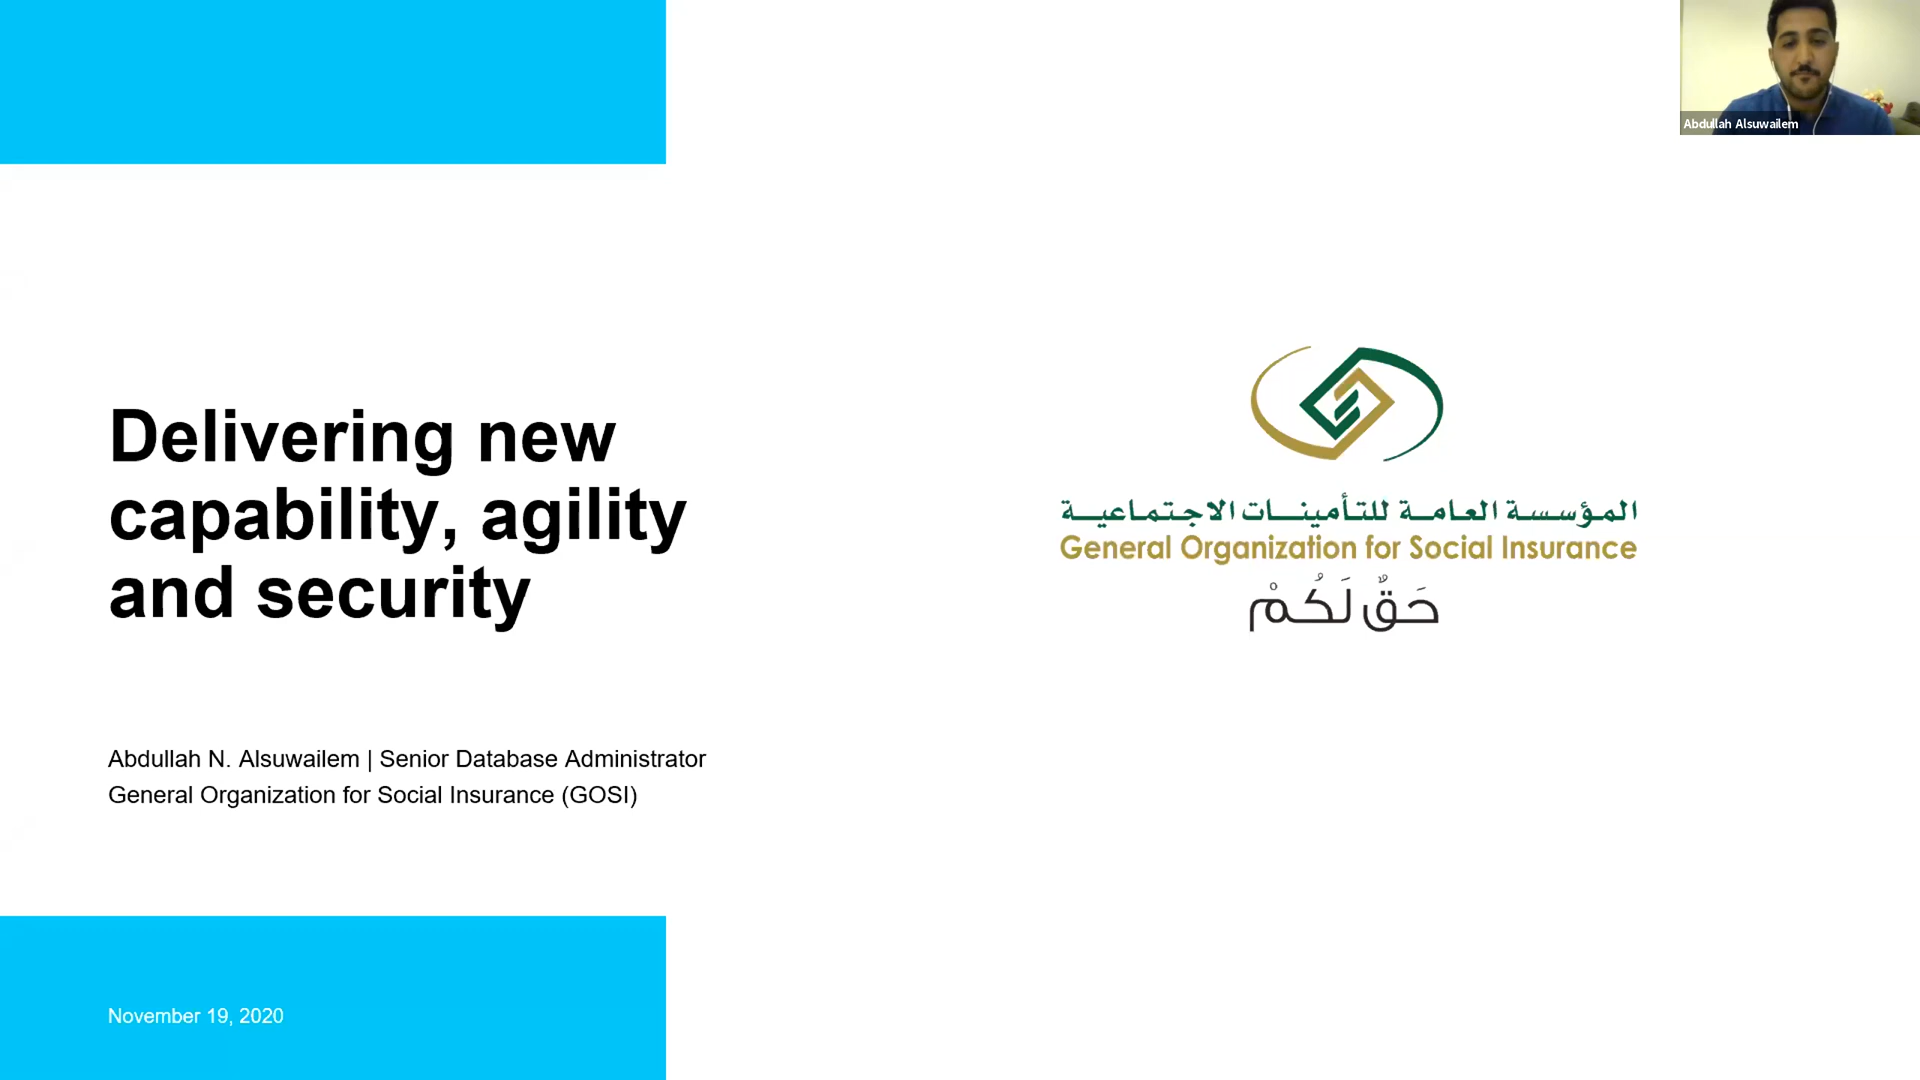 Abdullah Alsuwailem
Delivering new
capability, agility
and security
المؤسسة العامة للتأمينات الاجتماعية
General Organization for Social Insurance
حَقٌ لَكُمْ
Abdullah N. Alsuwailem | Senior Database Administrator
General Organization for Social Insurance (GOSI)
November 19, 2020